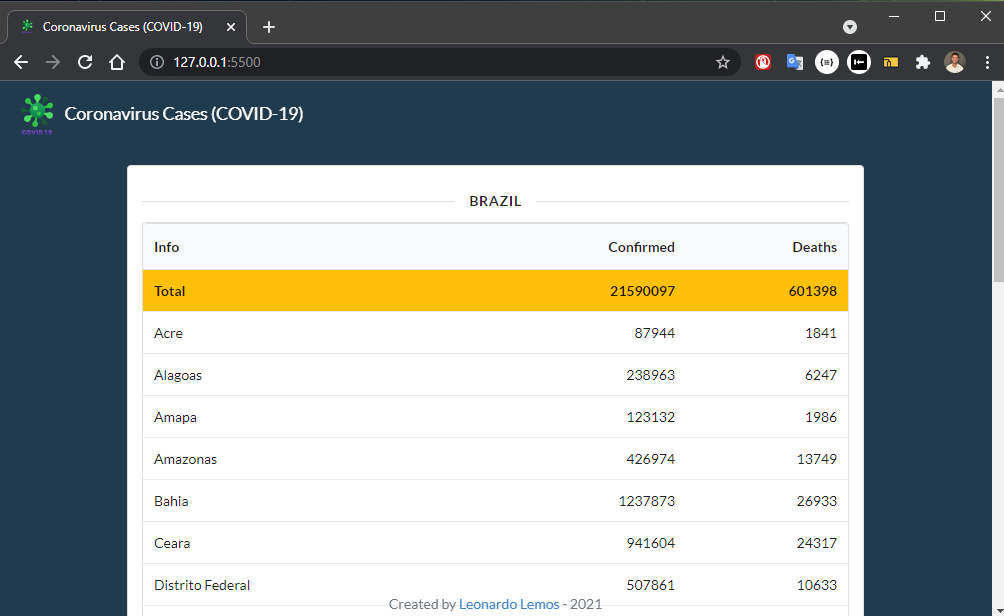 Coronavirus Cases (COVID-19)
127.0.0.1:5500
COVID19
Coronavirus Cases (COVID-19)
BRAZIL
Info Confirmed Deaths
Total 21590097 601398
Acre 87944 1841
Alagoas 238963 6247
Amapa 123132 1986
Amazonas 426974 13749
Bahia 1237873 26933
Ceara 941604 24317
Distrito Federal 507861 10633
Created by Leonardo Lemos - 2021